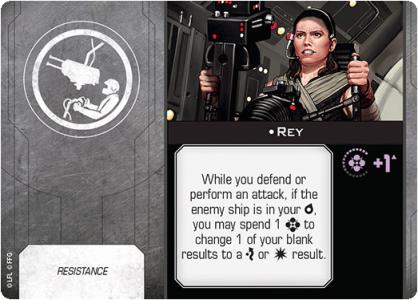 • REY
While you defend or
perform an attack, if the
enemy ship is in your ,
you may spend 1 to
change 1 of your blank
results to a or result.
+1
RESISTANCE
© LFL © FFG